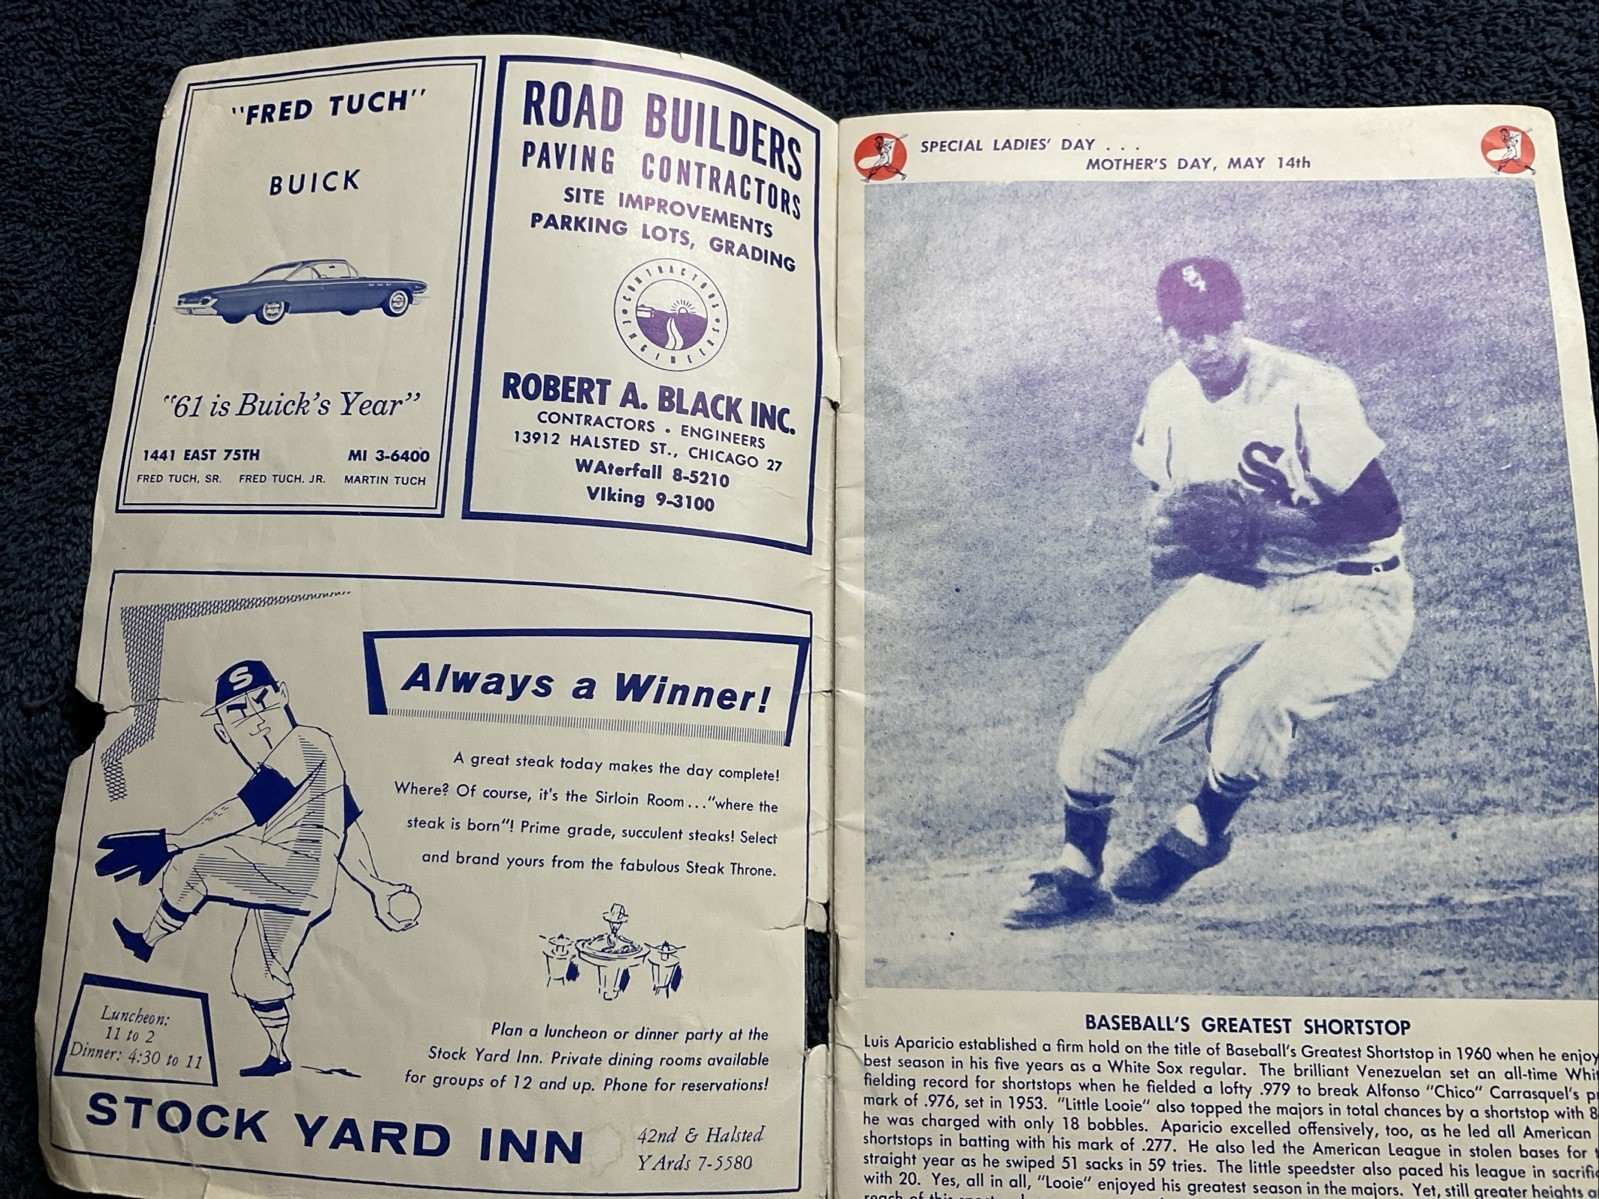 "FRED TUCH"
BUICK
"61 is Buick's Year"
1441 EAST 75TH MI 3-6400
FRED TUCH, SR. FRED TUCH. JR. MARTIN TUCH
ROAD BUILDERS
PAVING CONTRACTORS
SITE IMPROVEMENTS
PARKING LOTS, GRADING
CONTRACTORS • ENGINEERS
ROBERT A. BLACK INC.
CONTRACTORS • ENGINEERS
13912 HALSTED ST., CHICAGO 27
WAterfall 8-5210
VIking 9-3100
S
Always a Winner!
A great steak today makes the day complete!
Where? Of course, it's the Sirloin Room..."where the
steak is born"! Prime grade, succulent steaks! Select
and brand yours from the fabulous Steak Throne.
Luncheon:
11 to 2
Dinner: 4:30 to 11
Plan a luncheon or dinner party at the
Stock Yard Inn. Private dining rooms available
for groups of 12 and up. Phone for reservations!
STOCK YARD INN
42nd & Halsted
YArds 7-5580
SPECIAL LADIES' DAY . . .
MOTHER'S DAY, MAY 14th
SOX
S
BASEBALL'S GREATEST SHORTSTOP
Luis Aparicio established a firm hold on the title of Baseball's Greatest Shortstop in 1960 when he enjoy
best season in his five years as a White Sox regular. The brilliant Venezuelan set an all-time Whit
fielding record for shortstops when he fielded a lofty .979 to break Alfonso "Chico" Carrasquel's p
mark of .976, set in 1953. "Little Looie" also topped the majors in total chances by a shortstop with 8
he was charged with only 18 bobbles. Aparicio excelled offensively, too, as he led all American
shortstops in batting with his mark of .277. He also led the American League in stolen bases for
straight year as he swiped 51 sacks in 59 tries. The little speedster also paced his league in sacrifi
with 20. Yes, all in all, "Looie" enjoyed his greatest season in the majors. Yet, still greater heights a